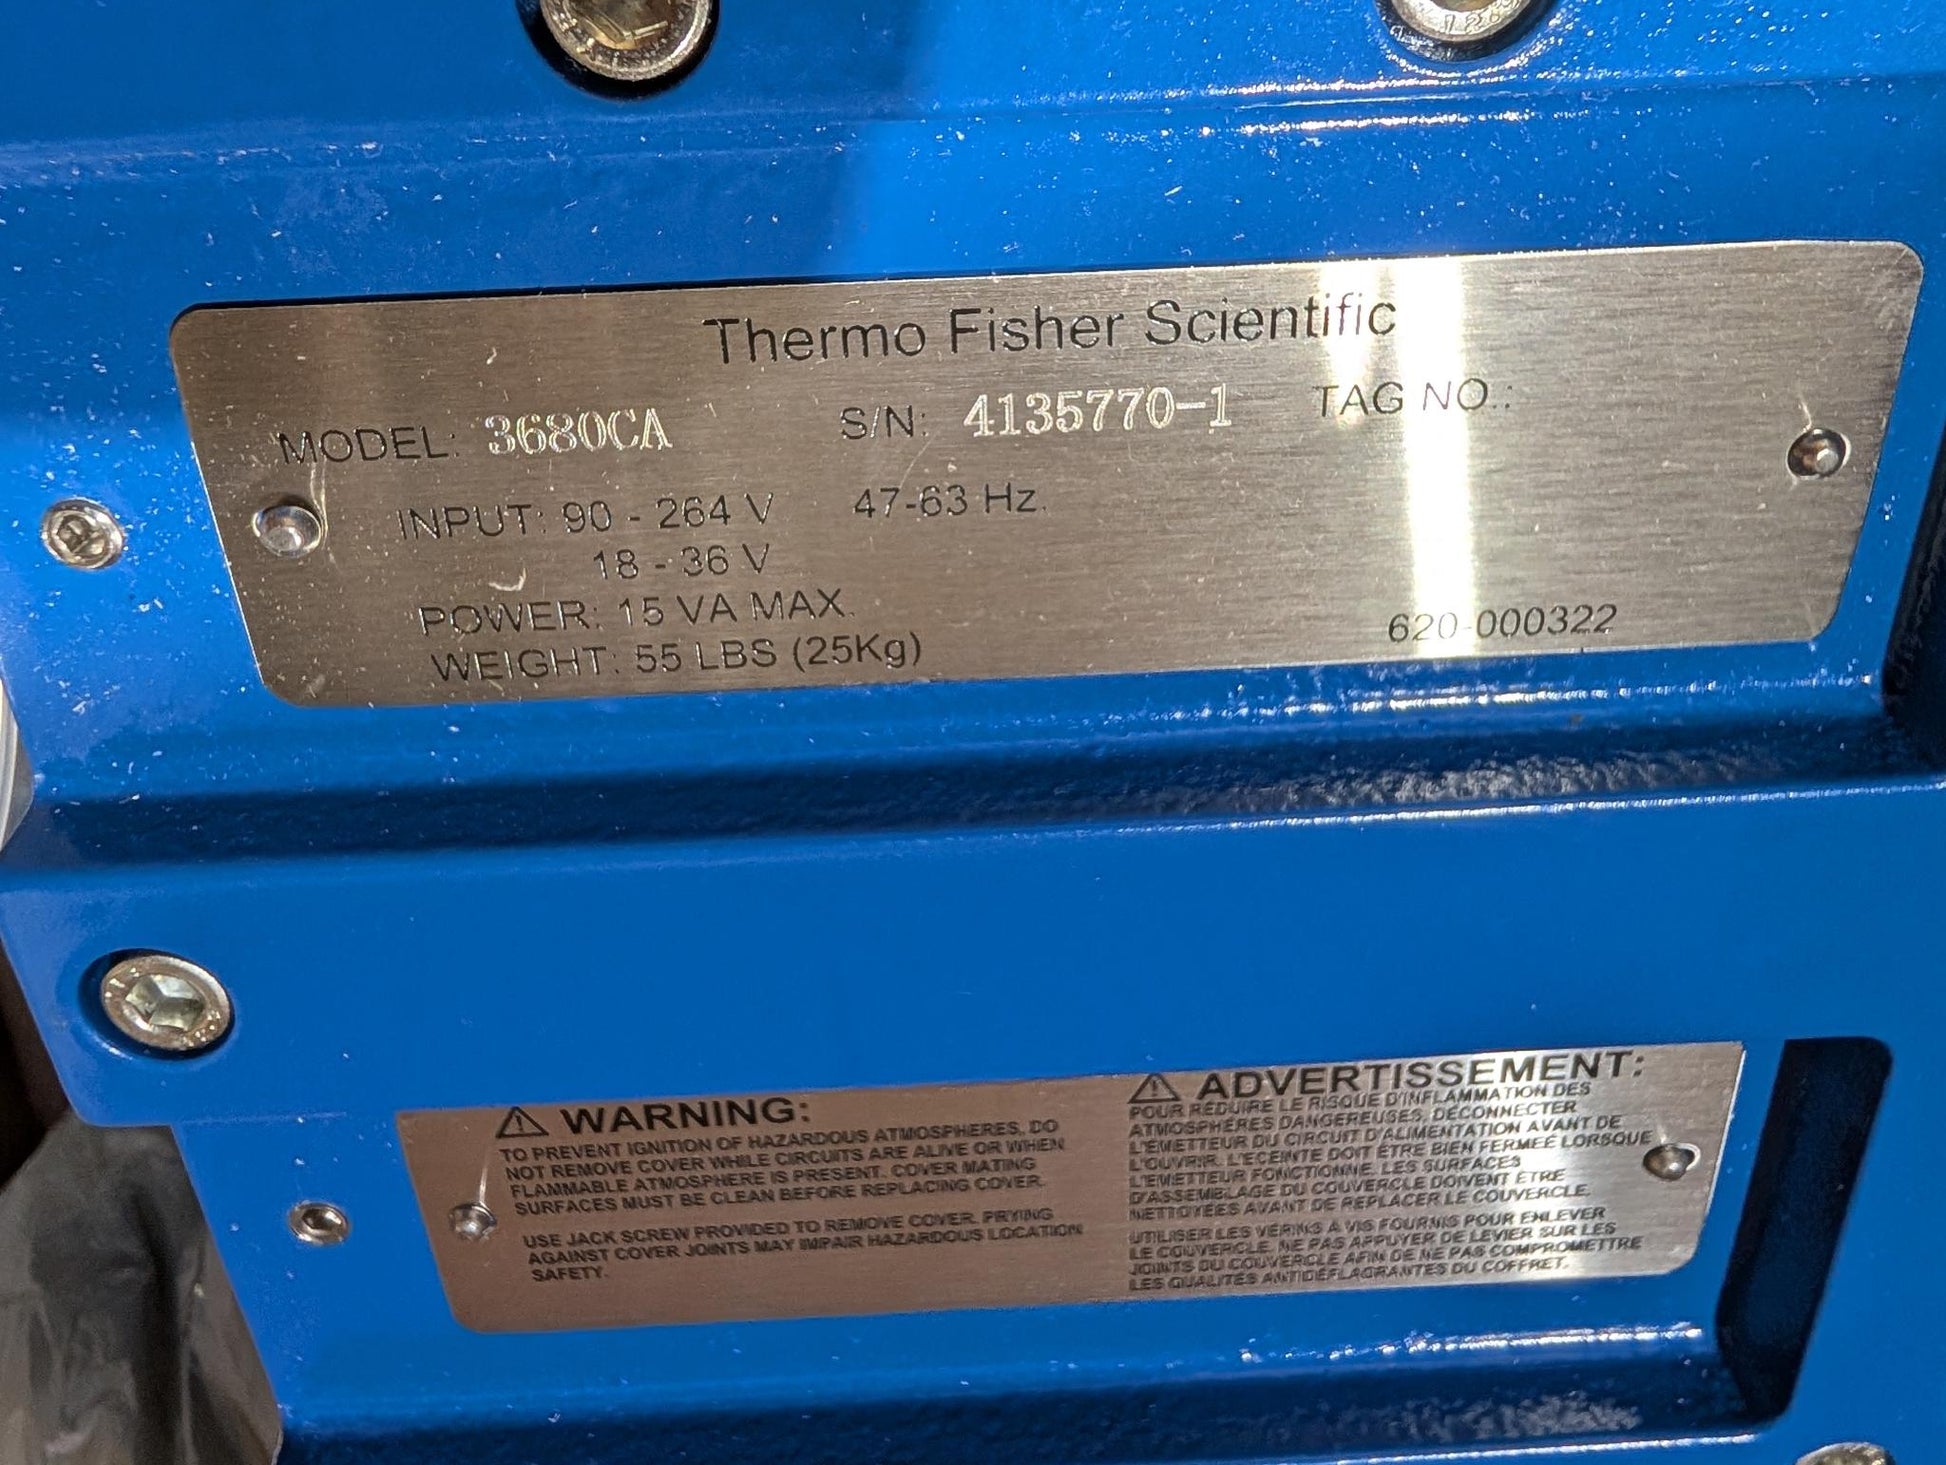 Thermo Fisher Scientific
MODEL: 3680CA S/N: 4135770-1 TAG NO.:
INPUT: 90 - 264 V 47-63 Hz.
18 - 36 V
POWER: 15 VA MAX.
WEIGHT: 55 LBS (25Kg) 620-000322
WARNING:
TO PREVENT IGNITION OF HAZARDOUS ATMOSPHERES, DO
NOT REMOVE COVER WHILE CIRCUITS ARE ALIVE OR WHEN
FLAMMABLE ATMOSPHERE IS PRESENT. COVER MATING
SURFACES MUST BE CLEAN BEFORE REPLACING COVER.
USE JACK SCREW PROVIDED TO REMOVE COVER. PRYING
AGAINST COVER JOINTS MAY IMPAIR HAZARDOUS LOCATION
SAFETY.
ADVERTISSEMENT:
POUR RÉDUIRE LE RISQUE D'INFLAMMATION DES
ATMOSPHÈRES DANGEREUSES, DÉCONNECTER
L'ÉMETTEUR DU CIRCUIT D'ALIMENTATION AVANT DE
L'OUVRIR. L'ECEINTE DOIT ÊTRE BIEN FERMEÉ LORSQUE
L'ÉMETTEUR FONCTIONNE. LES SURFACES
D'ASSEMBLAGE DU COUVERCLE DOIVENT ÊTRE
NETTOYÉES AVANT DE REPLACER LE COUVERCLE.
UTILISER LES VÉRINS A VIS FOURNIS POUR ENLEVER
LE COUVERCLE. NE PAS APPUYER DE LEVIER SUR LES
JOINTS DU COUVERCLE AFIN DE NE PAS COMPROMETTRE
LES QUALITÉS ANTIDÉFLAGRANTES DU COFFRET.